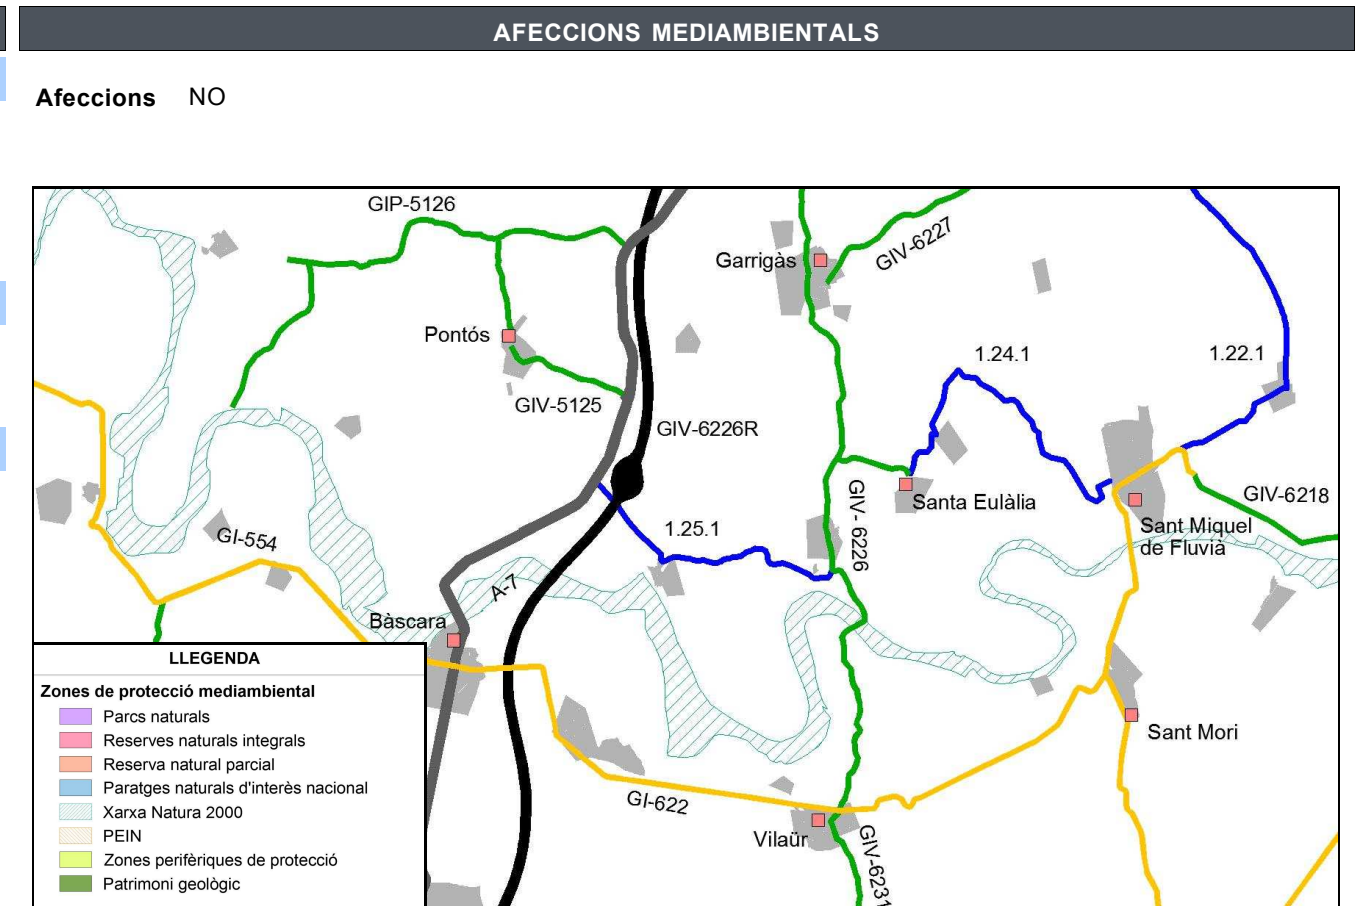 AFECCIONS MEDIAMBIENTALS
Afeccions NO
GIP-5126
GIV-6227
Garrigàs
Pontós
1.24.1
1.22.1
GIV-5125
GIV-6226R
GIV- 6226
Santa Eulàlia
GIV-6218
Sant Miquel
de Fluvià
GI-554
1.25.1
A-7
Bàscara
LLEGENDA
Zones de protecció mediambiental
Parcs naturals
Reserves naturals integrals
Reserva natural parcial
Paratges naturals d'interès nacional
Xarxa Natura 2000
PEIN
Zones perifèriques de protecció
Patrimoni geològic
Sant Mori
GI-622
Vilaür
GIV-6231